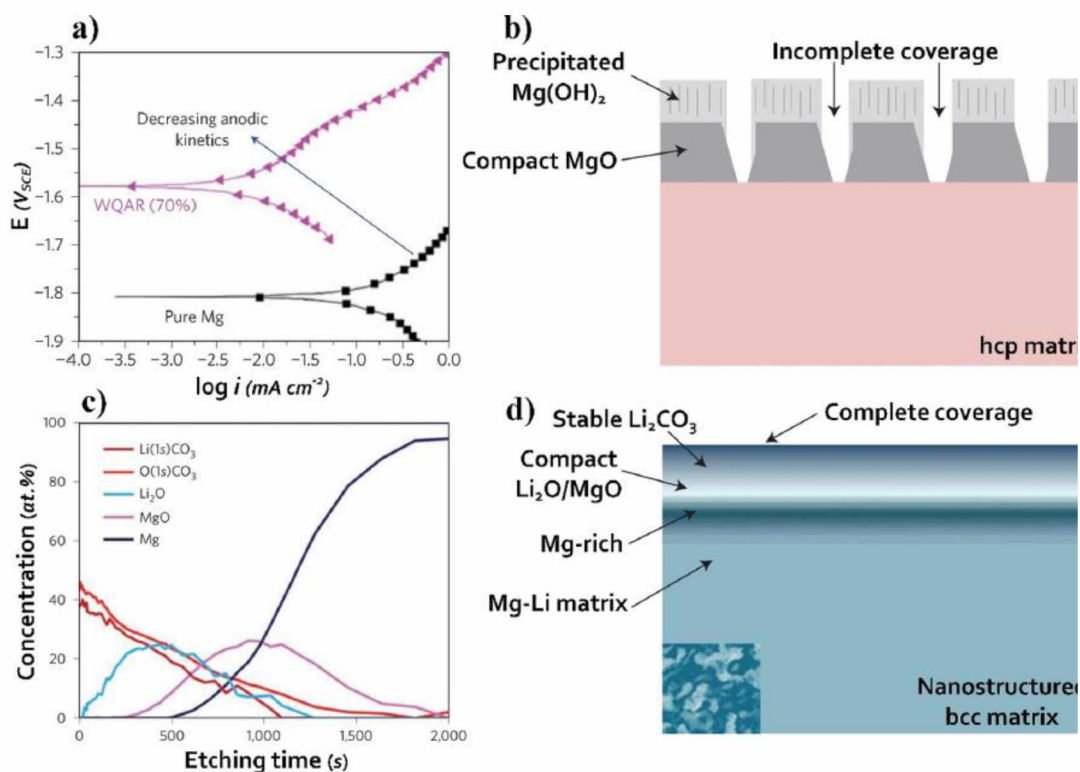 a)
−1.3
−1.4
−1.5
−1.6
−1.7
−1.8
−1.9
E (V_SCE)
Decreasing anodic
kinetics
WQAR (70%)
Pure Mg
−4.0 −3.5 −3.0 −2.5 −2.0 −1.5 −1.0 −0.5 0.0
log i (mA cm⁻²)
b)
Precipitated
Mg(OH)₂
Incomplete coverage
Compact MgO
hcp matri
c)
100
80
60
40
20
0
Concentration (at.%)
Li(1s)CO₃
O(1s)CO₃
Li₂O
MgO
Mg
0 500 1,000 1,500 2,000
Etching time (s)
d)
Stable Li₂CO₃
Complete coverage
Compact
Li₂O/MgO
Mg-rich
Mg-Li matrix
Nanostructured
bcc matrix